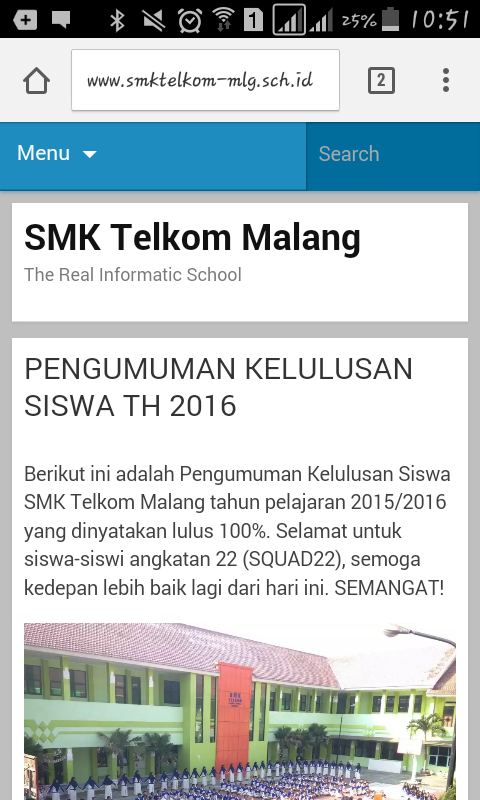 1
25%
10:51
www.smktelkom-mlg.sch.id
2
Menu
Search
SMK Telkom Malang
The Real Informatic School
PENGUMUMAN KELULUSAN
SISWA TH 2016
Berikut ini adalah Pengumuman Kelulusan Siswa
SMK Telkom Malang tahun pelajaran 2015/2016
yang dinyatakan lulus 100%. Selamat untuk
siswa-siswi angkatan 22 (SQUAD22), semoga
kedepan lebih baik lagi dari hari ini. SEMANGAT!